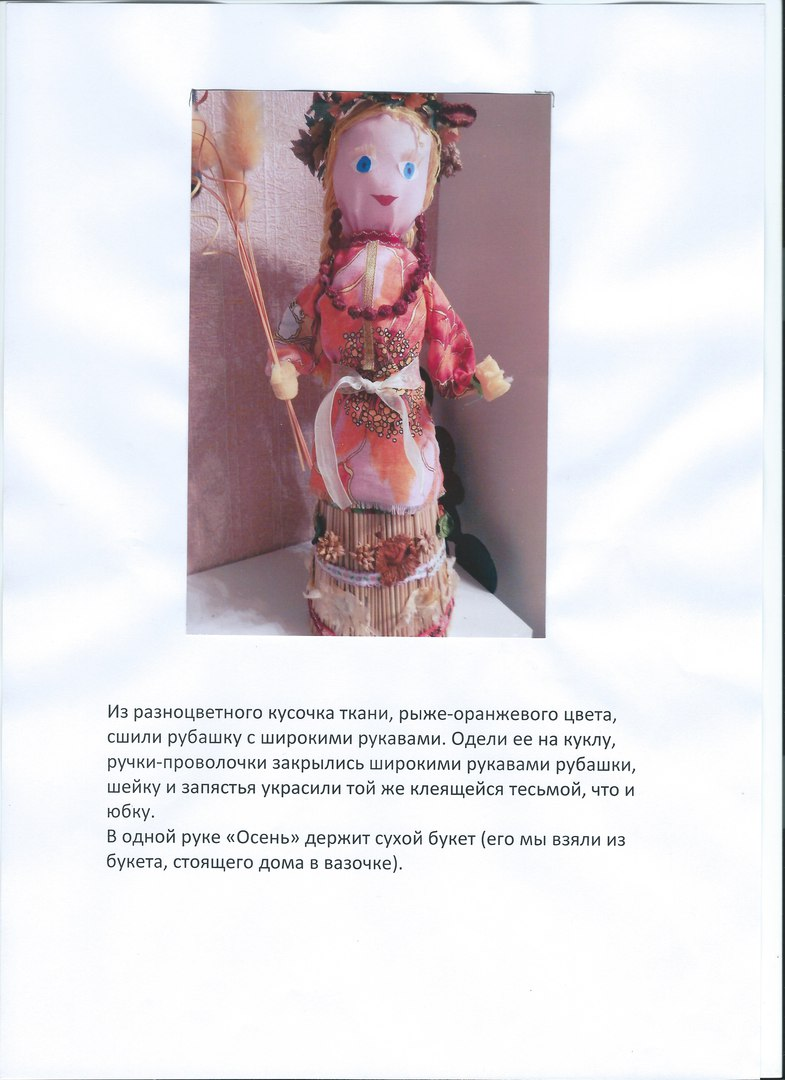 Из разноцветного кусочка ткани, рыже-оранжевого цвета,
сшили рубашку с широкими рукавами. Одели ее на куклу,
ручки-проволочки закрылись широкими рукавами рубашки,
шейку и запястья украсили той же клеящейся тесьмой, что и
юбку.
В одной руке «Осень» держит сухой букет (его мы взяли из
букета, стоящего дома в вазочке).